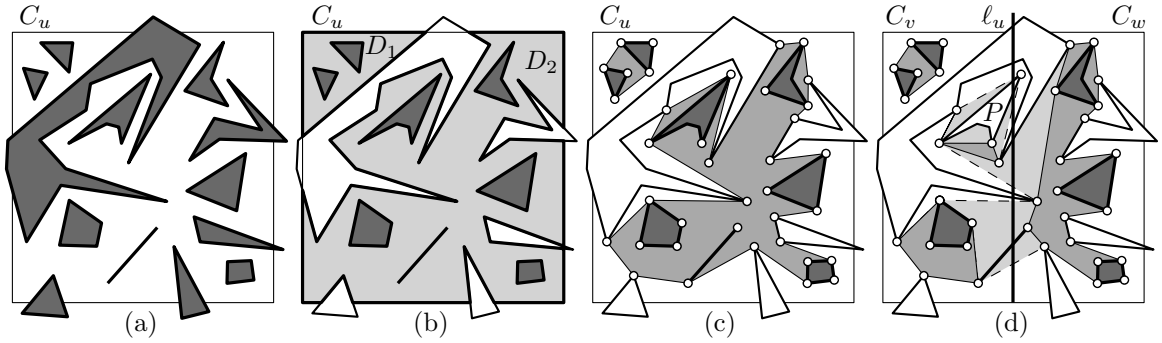 C_u C_u C_u C_v ℓ_u C_w
D_1 D_2
P
(a) (b) (c) (d)